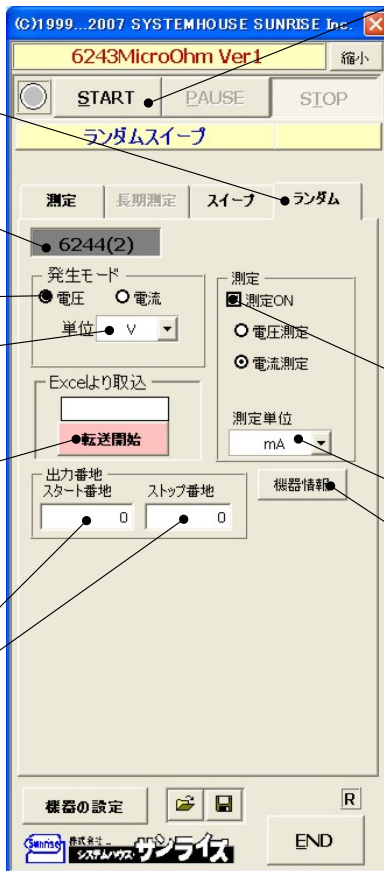 (C)1999...2007 SYSTEMHOUSE SUNRISE Inc.
6243MicroOhm Ver1 縮小
START PAUSE STOP
ランダムスイープ
測定 長期測定 スイープ ランダム
6244(2)
発生モード
電圧 電流
単位 V
測定
測定ON
電圧測定
電流測定
測定単位
mA
Excelより取込
転送開始
出力番地
スタート番地 ストップ番地
0 0
機器情報
機器の設定 R
Sunrise 株式会社 システムハウス サンライズ
END